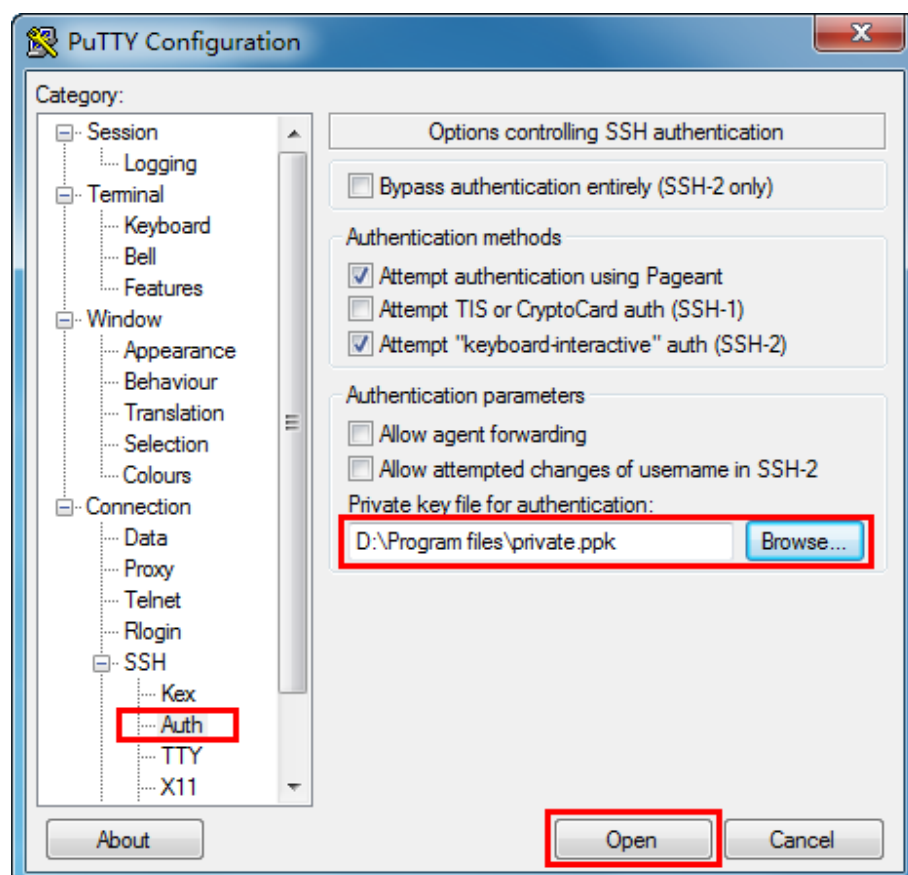 PuTTY Configuration
Category:
Session
Logging
Terminal
Keyboard
Bell
Features
Window
Appearance
Behaviour
Translation
Selection
Colours
Connection
Data
Proxy
Telnet
Rlogin
SSH
Kex
Auth
TTY
X11
Options controlling SSH authentication
Bypass authentication entirely (SSH-2 only)
Authentication methods
Attempt authentication using Pageant
Attempt TIS or CryptoCard auth (SSH-1)
Attempt "keyboard-interactive" auth (SSH-2)
Authentication parameters
Allow agent forwarding
Allow attempted changes of username in SSH-2
Private key file for authentication:
D:\Program files\private.ppk Browse...
About Open Cancel